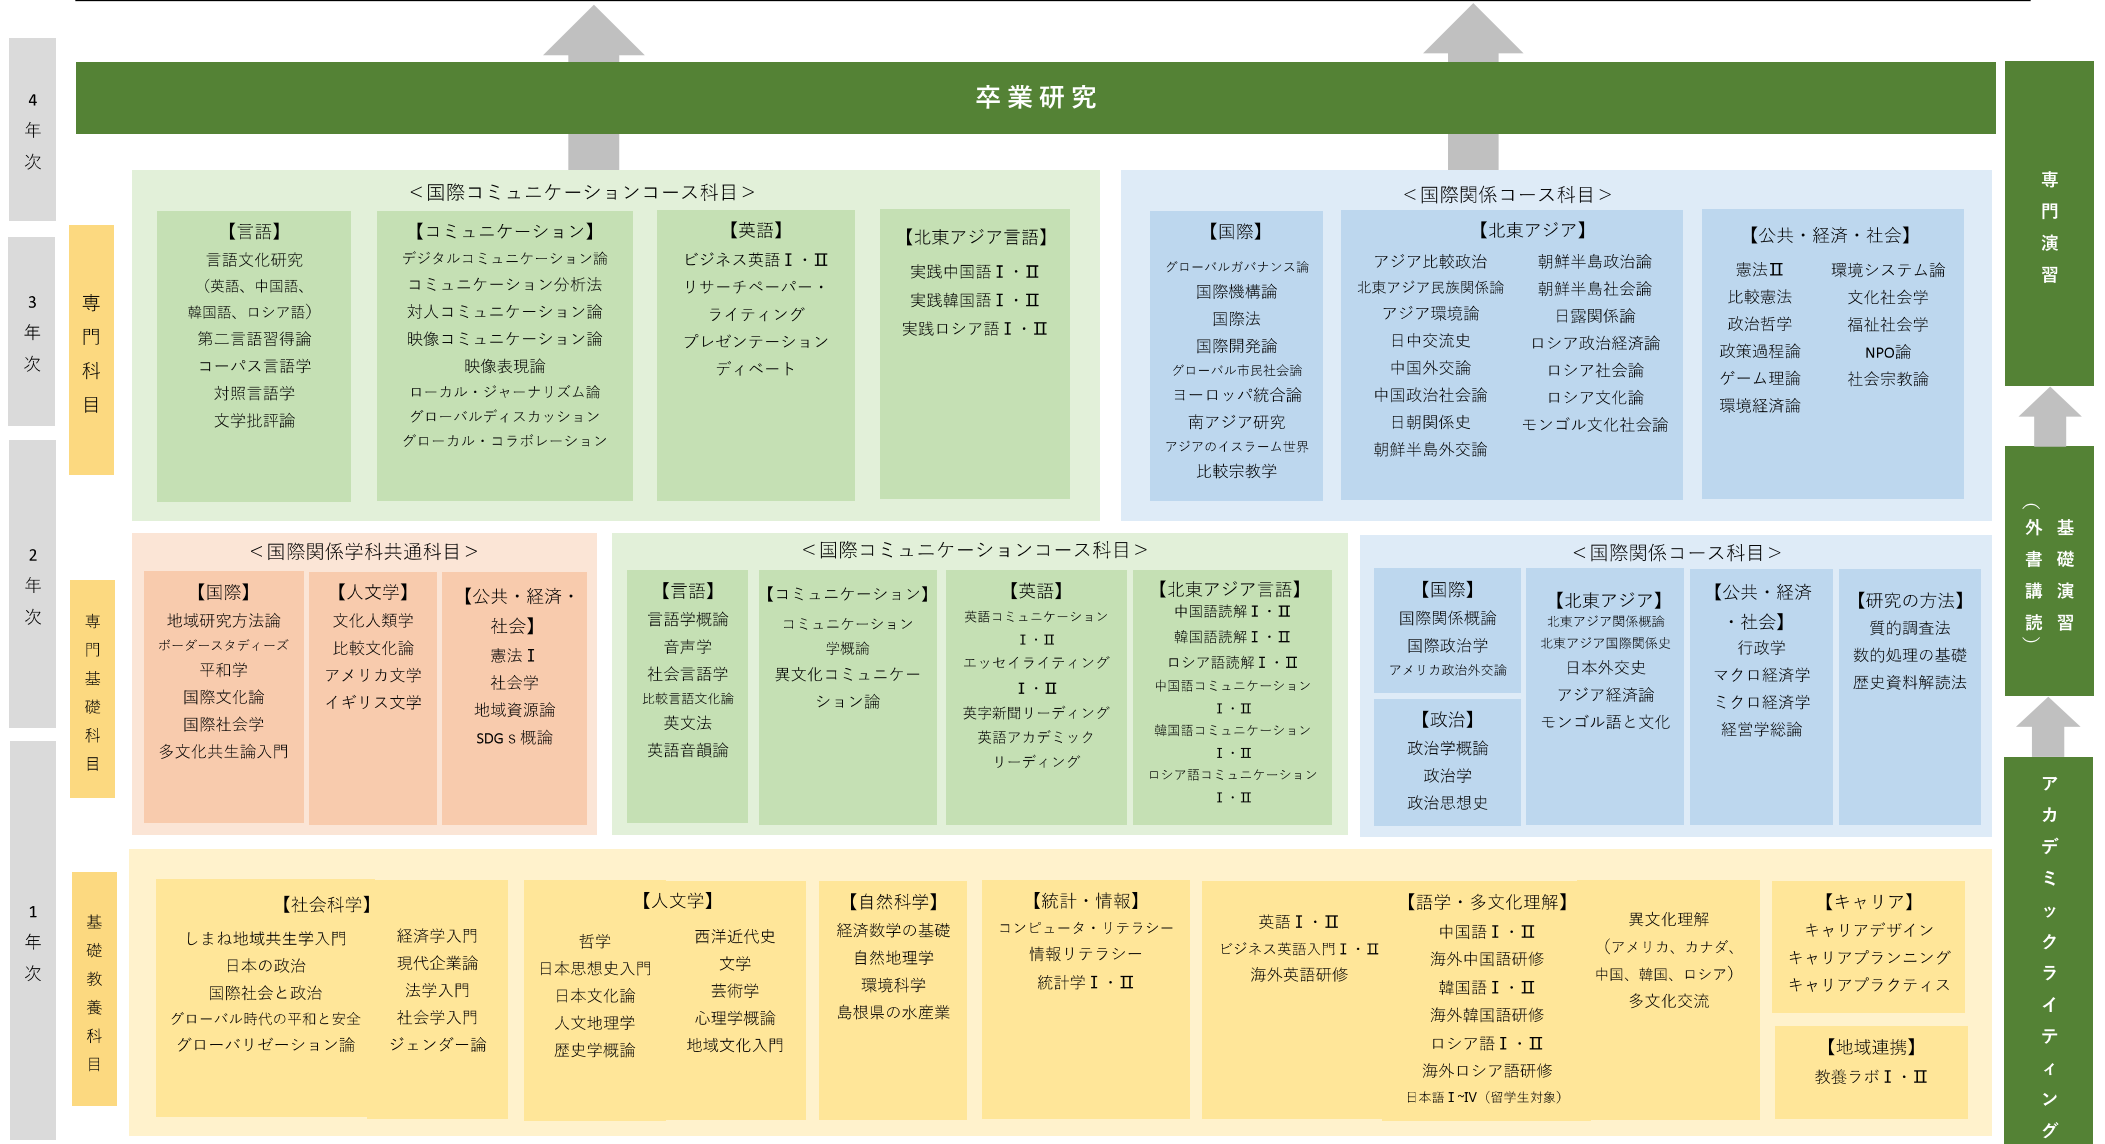 4
年
次
3
年
次
2
年
次
1
年
次
卒業研究
専門科目
専門基礎科目
基礎教養科目
専門演習
基礎演習
（外書講読）
アカデミックライティング
＜国際コミュニケーションコース科目＞
【言語】
言語文化研究
（英語、中国語、
韓国語、ロシア語）
第二言語習得論
コーパス言語学
対照言語学
文学批評論
【コミュニケーション】
デジタルコミュニケーション論
コミュニケーション分析法
対人コミュニケーション論
映像コミュニケーション論
映像表現論
ローカル・ジャーナリズム論
グローバルディスカッション
グローカル・コラボレーション
【英語】
ビジネス英語Ⅰ・Ⅱ
リサーチペーパー・
ライティング
プレゼンテーション
ディベート
【北東アジア言語】
実践中国語Ⅰ・Ⅱ
実践韓国語Ⅰ・Ⅱ
実践ロシア語Ⅰ・Ⅱ
＜国際関係コース科目＞
【国際】
グローバルガバナンス論
国際機構論
国際法
国際開発論
グローバル市民社会論
ヨーロッパ統合論
南アジア研究
アジアのイスラーム世界
比較宗教学
【北東アジア】
アジア比較政治
北東アジア民族関係論
アジア環境論
日中交流史
中国外交論
中国政治社会論
日朝関係史
朝鮮半島外交論
朝鮮半島政治論
朝鮮半島社会論
日露関係論
ロシア政治経済論
ロシア社会論
ロシア文化論
モンゴル文化社会論
【公共・経済・社会】
憲法Ⅱ
比較憲法
政治哲学
政策過程論
ゲーム理論
環境経済論
環境システム論
文化社会学
福祉社会学
NPO論
社会宗教論
＜国際関係学科共通科目＞
【国際】
地域研究方法論
ボーダースタディーズ
平和学
国際文化論
国際社会学
多文化共生論入門
【人文学】
文化人類学
比較文化論
アメリカ文学
イギリス文学
【公共・経済・
社会】
憲法Ⅰ
社会学
地域資源論
SDGｓ概論
＜国際コミュニケーションコース科目＞
【言語】
言語学概論
音声学
社会言語学
比較言語文化論
英文法
英語音韻論
【コミュニケーション】
コミュニケーション
学概論
異文化コミュニケー
ション論
【英語】
英語コミュニケーション
Ⅰ・Ⅱ
エッセイライティング
Ⅰ・Ⅱ
英字新聞リーディング
英語アカデミック
リーディング
【北東アジア言語】
中国語読解Ⅰ・Ⅱ
韓国語読解Ⅰ・Ⅱ
ロシア語読解Ⅰ・Ⅱ
中国語コミュニケーション
Ⅰ・Ⅱ
韓国語コミュニケーション
Ⅰ・Ⅱ
ロシア語コミュニケーション
Ⅰ・Ⅱ
＜国際関係コース科目＞
【国際】
国際関係概論
国際政治学
アメリカ政治外交論
【政治】
政治学概論
政治学
政治思想史
【北東アジア】
北東アジア関係概論
北東アジア国際関係史
日本外交史
アジア経済論
モンゴル語と文化
【公共・経済
・社会】
行政学
マクロ経済学
ミクロ経済学
経営学総論
【研究の方法】
質的調査法
数的処理の基礎
歴史資料解読法
【社会科学】
しまね地域共生学入門
日本の政治
国際社会と政治
グローバル時代の平和と安全
グローバリゼーション論
経済学入門
現代企業論
法学入門
社会学入門
ジェンダー論
【人文学】
哲学
日本思想史入門
日本文化論
人文地理学
歴史学概論
西洋近代史
文学
芸術学
心理学概論
地域文化入門
【自然科学】
経済数学の基礎
自然地理学
環境科学
島根県の水産業
【統計・情報】
コンピュータ・リテラシー
情報リテラシー
統計学Ⅰ・Ⅱ
【語学・多文化理解】
英語Ⅰ・Ⅱ
ビジネス英語入門Ⅰ・Ⅱ
海外英語研修
中国語Ⅰ・Ⅱ
海外中国語研修
韓国語Ⅰ・Ⅱ
海外韓国語研修
ロシア語Ⅰ・Ⅱ
海外ロシア語研修
日本語Ⅰ~Ⅳ（留学生対象）
異文化理解
（アメリカ、カナダ、
中国、韓国、ロシア）
多文化交流
【キャリア】
キャリアデザイン
キャリアプランニング
キャリアプラクティス
【地域連携】
教養ラボⅠ・Ⅱ